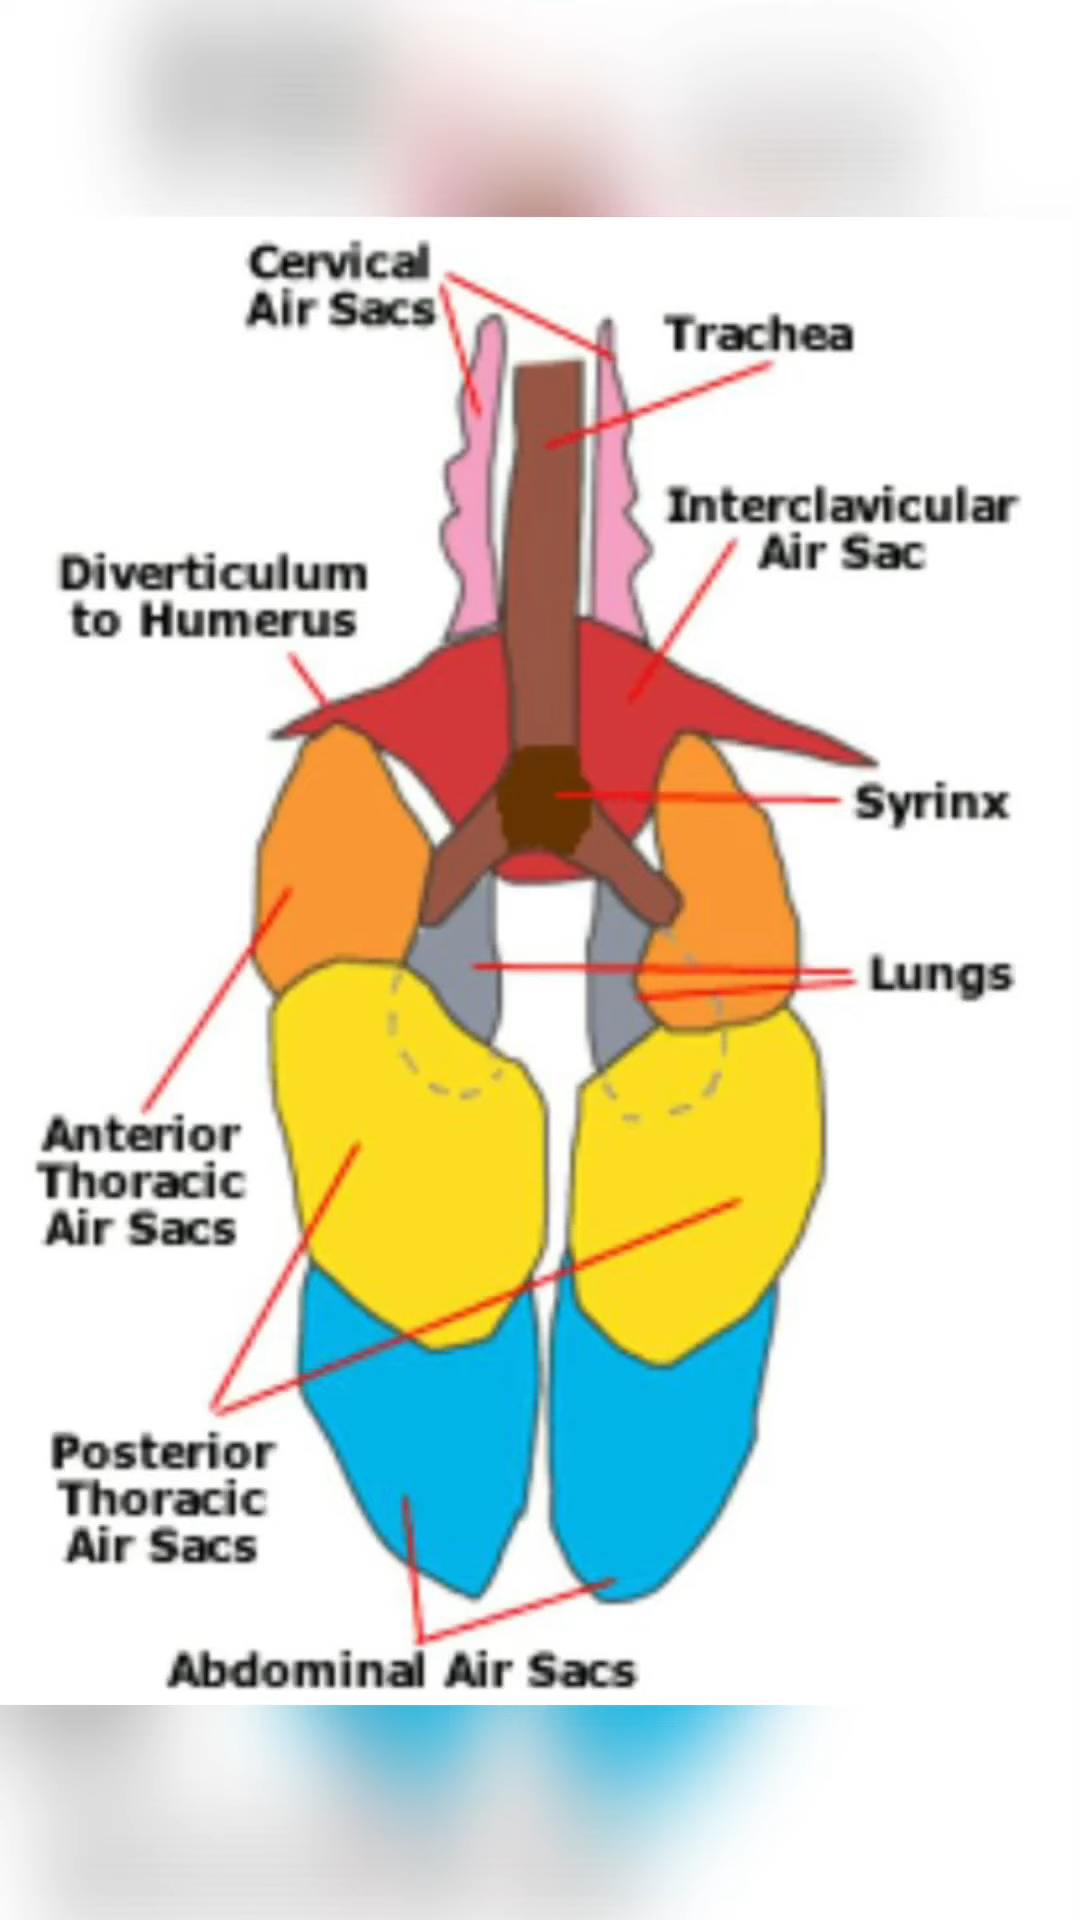 Cervical
Air Sacs
Trachea
Interclavicular
Air Sac
Diverticulum
to Humerus
Syrinx
Lungs
Anterior
Thoracic
Air Sacs
Posterior
Thoracic
Air Sacs
Abdominal Air Sacs